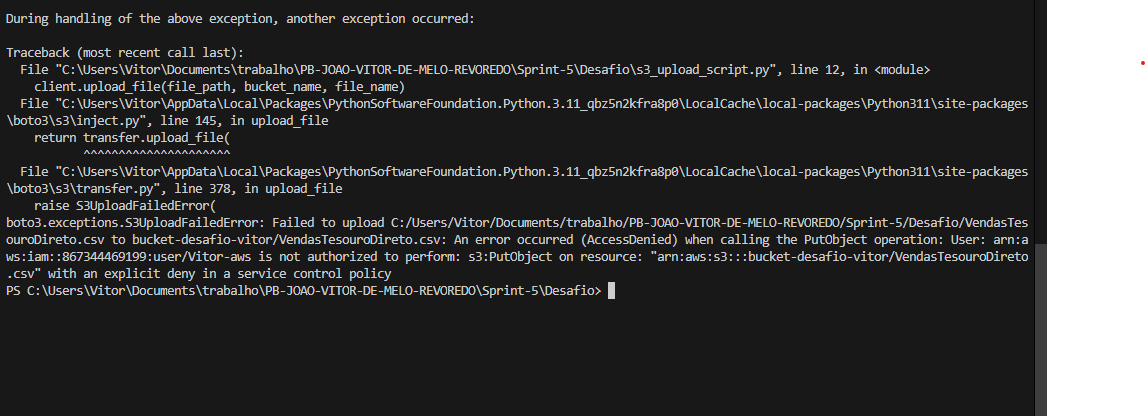 During handling of the above exception, another exception occurred:
Traceback (most recent call last):
File "C:\Users\Vitor\Documents\trabalho\PB-JOAO-VITOR-DE-MELO-REVOREDO\Sprint-5\Desafio\s3_upload_script.py", line 12, in <module>
client.upload_file(file_path, bucket_name, file_name)
File "C:\Users\Vitor\AppData\Local\Packages\PythonSoftwareFoundation.Python.3.11_qbz5n2kfra8p0\LocalCache\local-packages\Python311\site-packages
\boto3\s3\inject.py", line 145, in upload_file
return transfer.upload_file(
^^^^^^^^^^^^^^^^^^^^^
File "C:\Users\Vitor\AppData\Local\Packages\PythonSoftwareFoundation.Python.3.11_qbz5n2kfra8p0\LocalCache\local-packages\Python311\site-packages
\boto3\s3\transfer.py", line 378, in upload_file
raise S3UploadFailedError(
boto3.exceptions.S3UploadFailedError: Failed to upload C:/Users/Vitor/Documents/trabalho/PB-JOAO-VITOR-DE-MELO-REVOREDO/Sprint-5/Desafio/VendasTes
ouroDireto.csv to bucket-desafio-vitor/VendasTesouroDireto.csv: An error occurred (AccessDenied) when calling the PutObject operation: User: arn:a
ws:iam::867344469199:user/Vitor-aws is not authorized to perform: s3:PutObject on resource: "arn:aws:s3:::bucket-desafio-vitor/VendasTesouroDireto
.csv" with an explicit deny in a service control policy
PS C:\Users\Vitor\Documents\trabalho\PB-JOAO-VITOR-DE-MELO-REVOREDO\Sprint-5\Desafio>